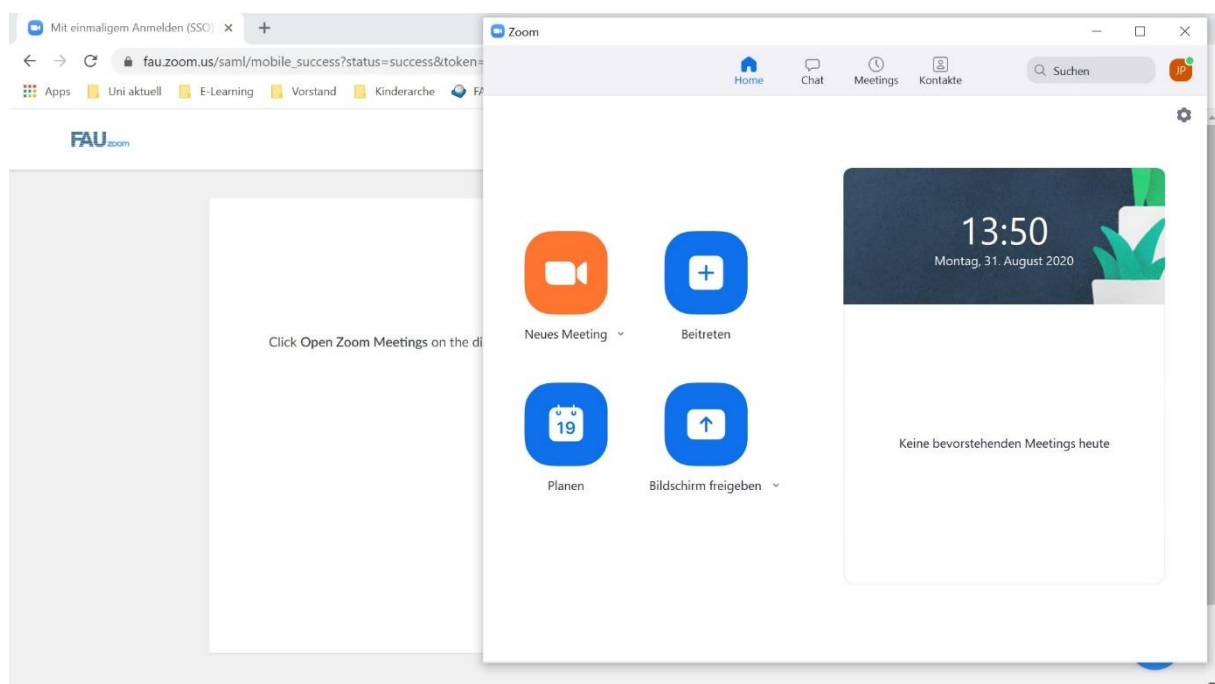 Mit einmaligem Anmelden (SSO)
fau.zoom.us/saml/mobile_success?status=success&token=
Apps Uni aktuell E-Learning Vorstand Kinderarche FA
FAU zoom
Click Open Zoom Meetings on the di
Zoom
Home Chat Meetings Kontakte Suchen JP
Neues Meeting Beitreten
19
Planen Bildschirm freigeben
13:50
Montag, 31. August 2020
Keine bevorstehenden Meetings heute